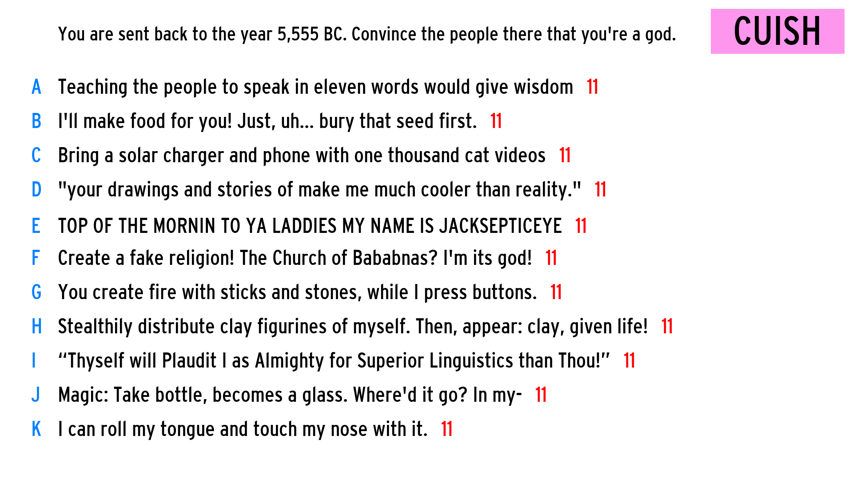 You are sent back to the year 5,555 BC. Convince the people there that you're a god.
CUISH
A Teaching the people to speak in eleven words would give wisdom 11
B I'll make food for you! Just, uh... bury that seed first. 11
C Bring a solar charger and phone with one thousand cat videos 11
D "your drawings and stories of make me much cooler than reality." 11
E TOP OF THE MORNIN TO YA LADDIES MY NAME IS JACKSEPTICEYE 11
F Create a fake religion! The Church of Bababnas? I'm its god! 11
G You create fire with sticks and stones, while I press buttons. 11
H Stealthily distribute clay figurines of myself. Then, appear: clay, given life! 11
I “Thyself will Plaudit I as Almighty for Superior Linguistics than Thou!” 11
J Magic: Take bottle, becomes a glass. Where'd it go? In my- 11
K I can roll my tongue and touch my nose with it. 11